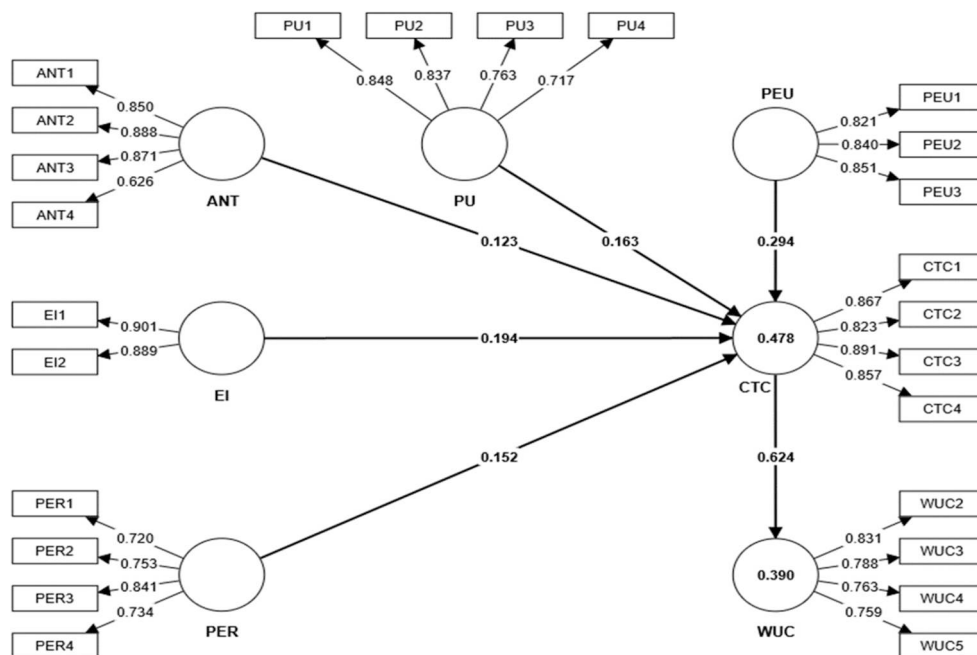 PU1 PU2 PU3 PU4
0.848 0.837 0.763 0.717
ANT1
ANT2
ANT3
ANT4
0.850
0.888
0.871
0.626
ANT
PU
PEU
PEU1
PEU2
PEU3
0.821
0.840
0.851
0.123
0.163
0.294
EI1
EI2
0.901
0.889
EI
0.194
0.478
CTC
CTC1
CTC2
CTC3
CTC4
0.867
0.823
0.891
0.857
0.152
0.624
PER1
PER2
PER3
PER4
0.720
0.753
0.841
0.734
PER
0.390
WUC
WUC2
WUC3
WUC4
WUC5
0.831
0.788
0.763
0.759